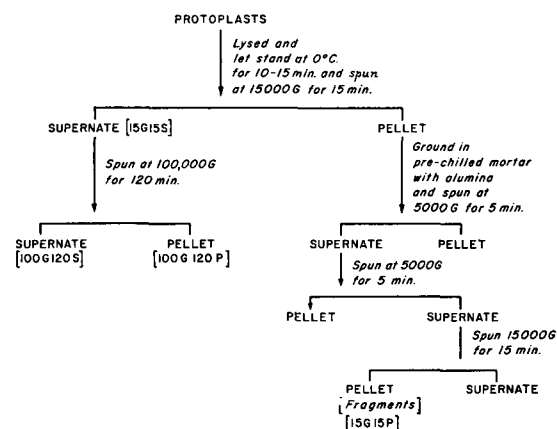 PROTOPLASTS
Lysed and
let stand at 0°C.
for 10-15 min. and spun
at 15000G for 15 min.
SUPERNATE [15G15S]
PELLET
Spun at 100,000G
for 120 min.
Ground in
pre-chilled mortar
with alumina
and spun at
5000 G for 5 min.
SUPERNATE
[100G120S]
PELLET
[100G 120P]
SUPERNATE
PELLET
Spun at 5000G
for 5 min.
PELLET
SUPERNATE
Spun 15000G
for 15 min.
PELLET
[Fragments]
[15G15P]
SUPERNATE